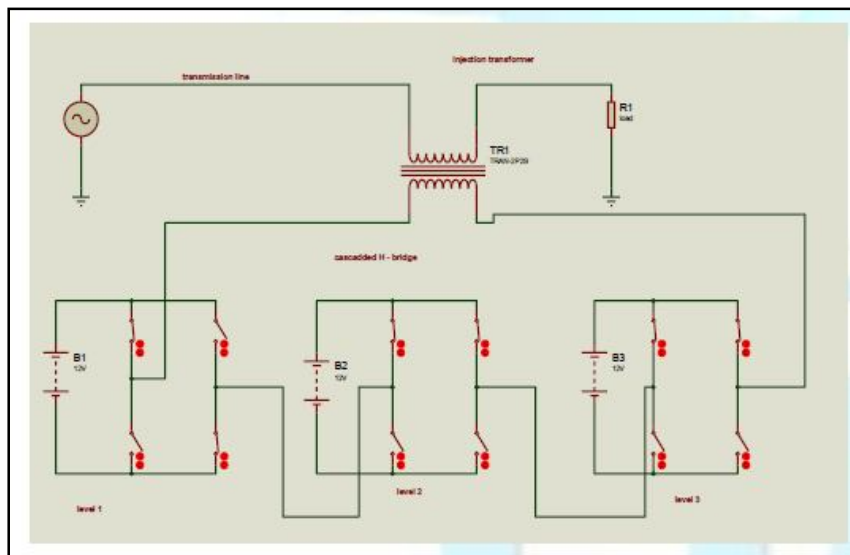 injection transformer
transmission line
R1
load
TR1
TRAN-2P2S
cascadded H - bridge
B1
12V
B2
12V
B3
12V
level 1
level 2
level 3